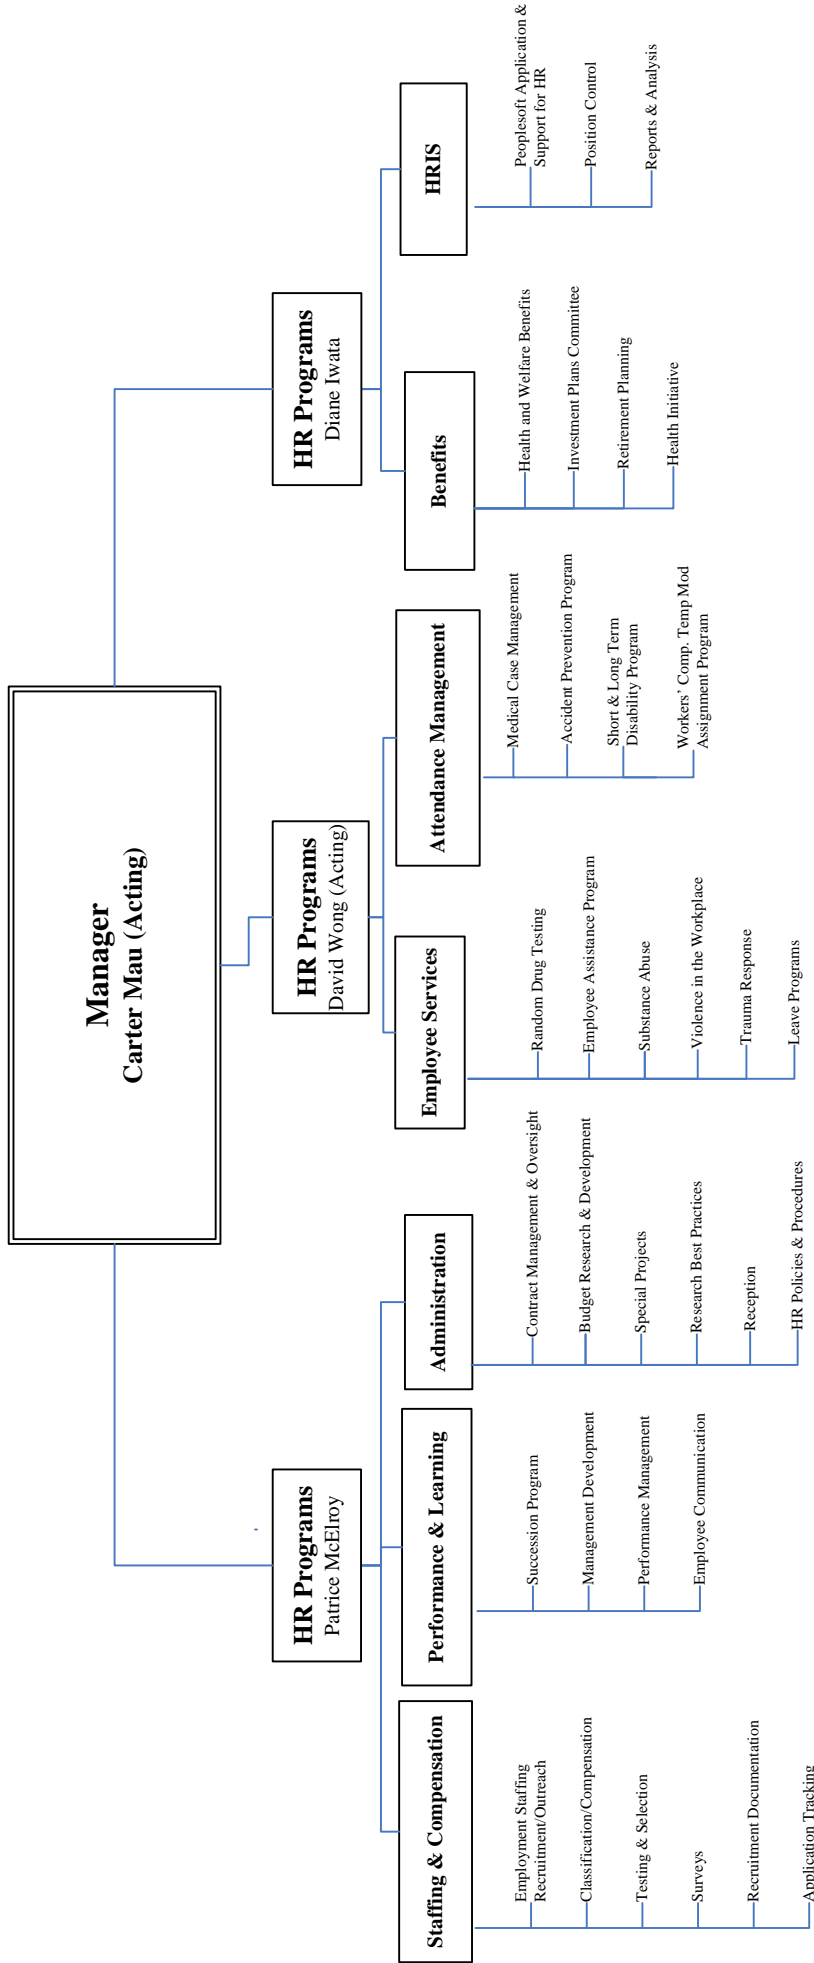 Manager
Carter Mau (Acting)
HR Programs
Patrice McElroy
HR Programs
David Wong (Acting)
HR Programs
Diane Iwata
Staffing & Compensation
Employment Staffing
Recruitment/Outreach
Classification/Compensation
Testing & Selection
Surveys
Recruitment Documentation
Application Tracking
Performance & Learning
Succession Program
Management Development
Performance Management
Employee Communication
Administration
Contract Management & Oversight
Budget Research & Development
Special Projects
Research Best Practices
Reception
HR Policies & Procedures
Employee Services
Random Drug Testing
Employee Assistance Program
Substance Abuse
Violence in the Workplace
Trauma Response
Leave Programs
Attendance Management
Medical Case Management
Accident Prevention Program
Short & Long Term
Disability Program
Workers' Comp. Temp Mod
Assignment Program
Benefits
Health and Welfare Benefits
Investment Plans Committee
Retirement Planning
Health Initiative
HRIS
Peoplesoft Application &
Support for HR
Position Control
Reports & Analysis